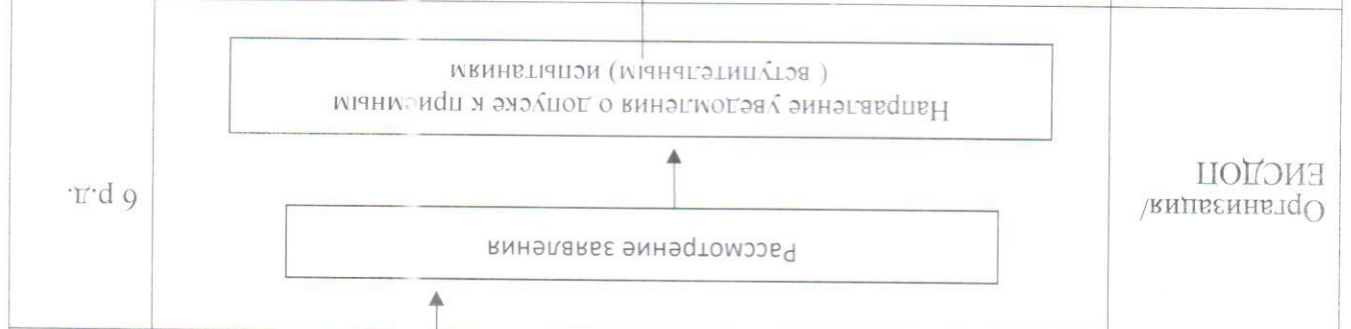 Организация/
ЕИСДОП
Рассмотрение заявления
Направление уведомления о допуске к приемным
( вступительным) испытаниям
6 р.д.